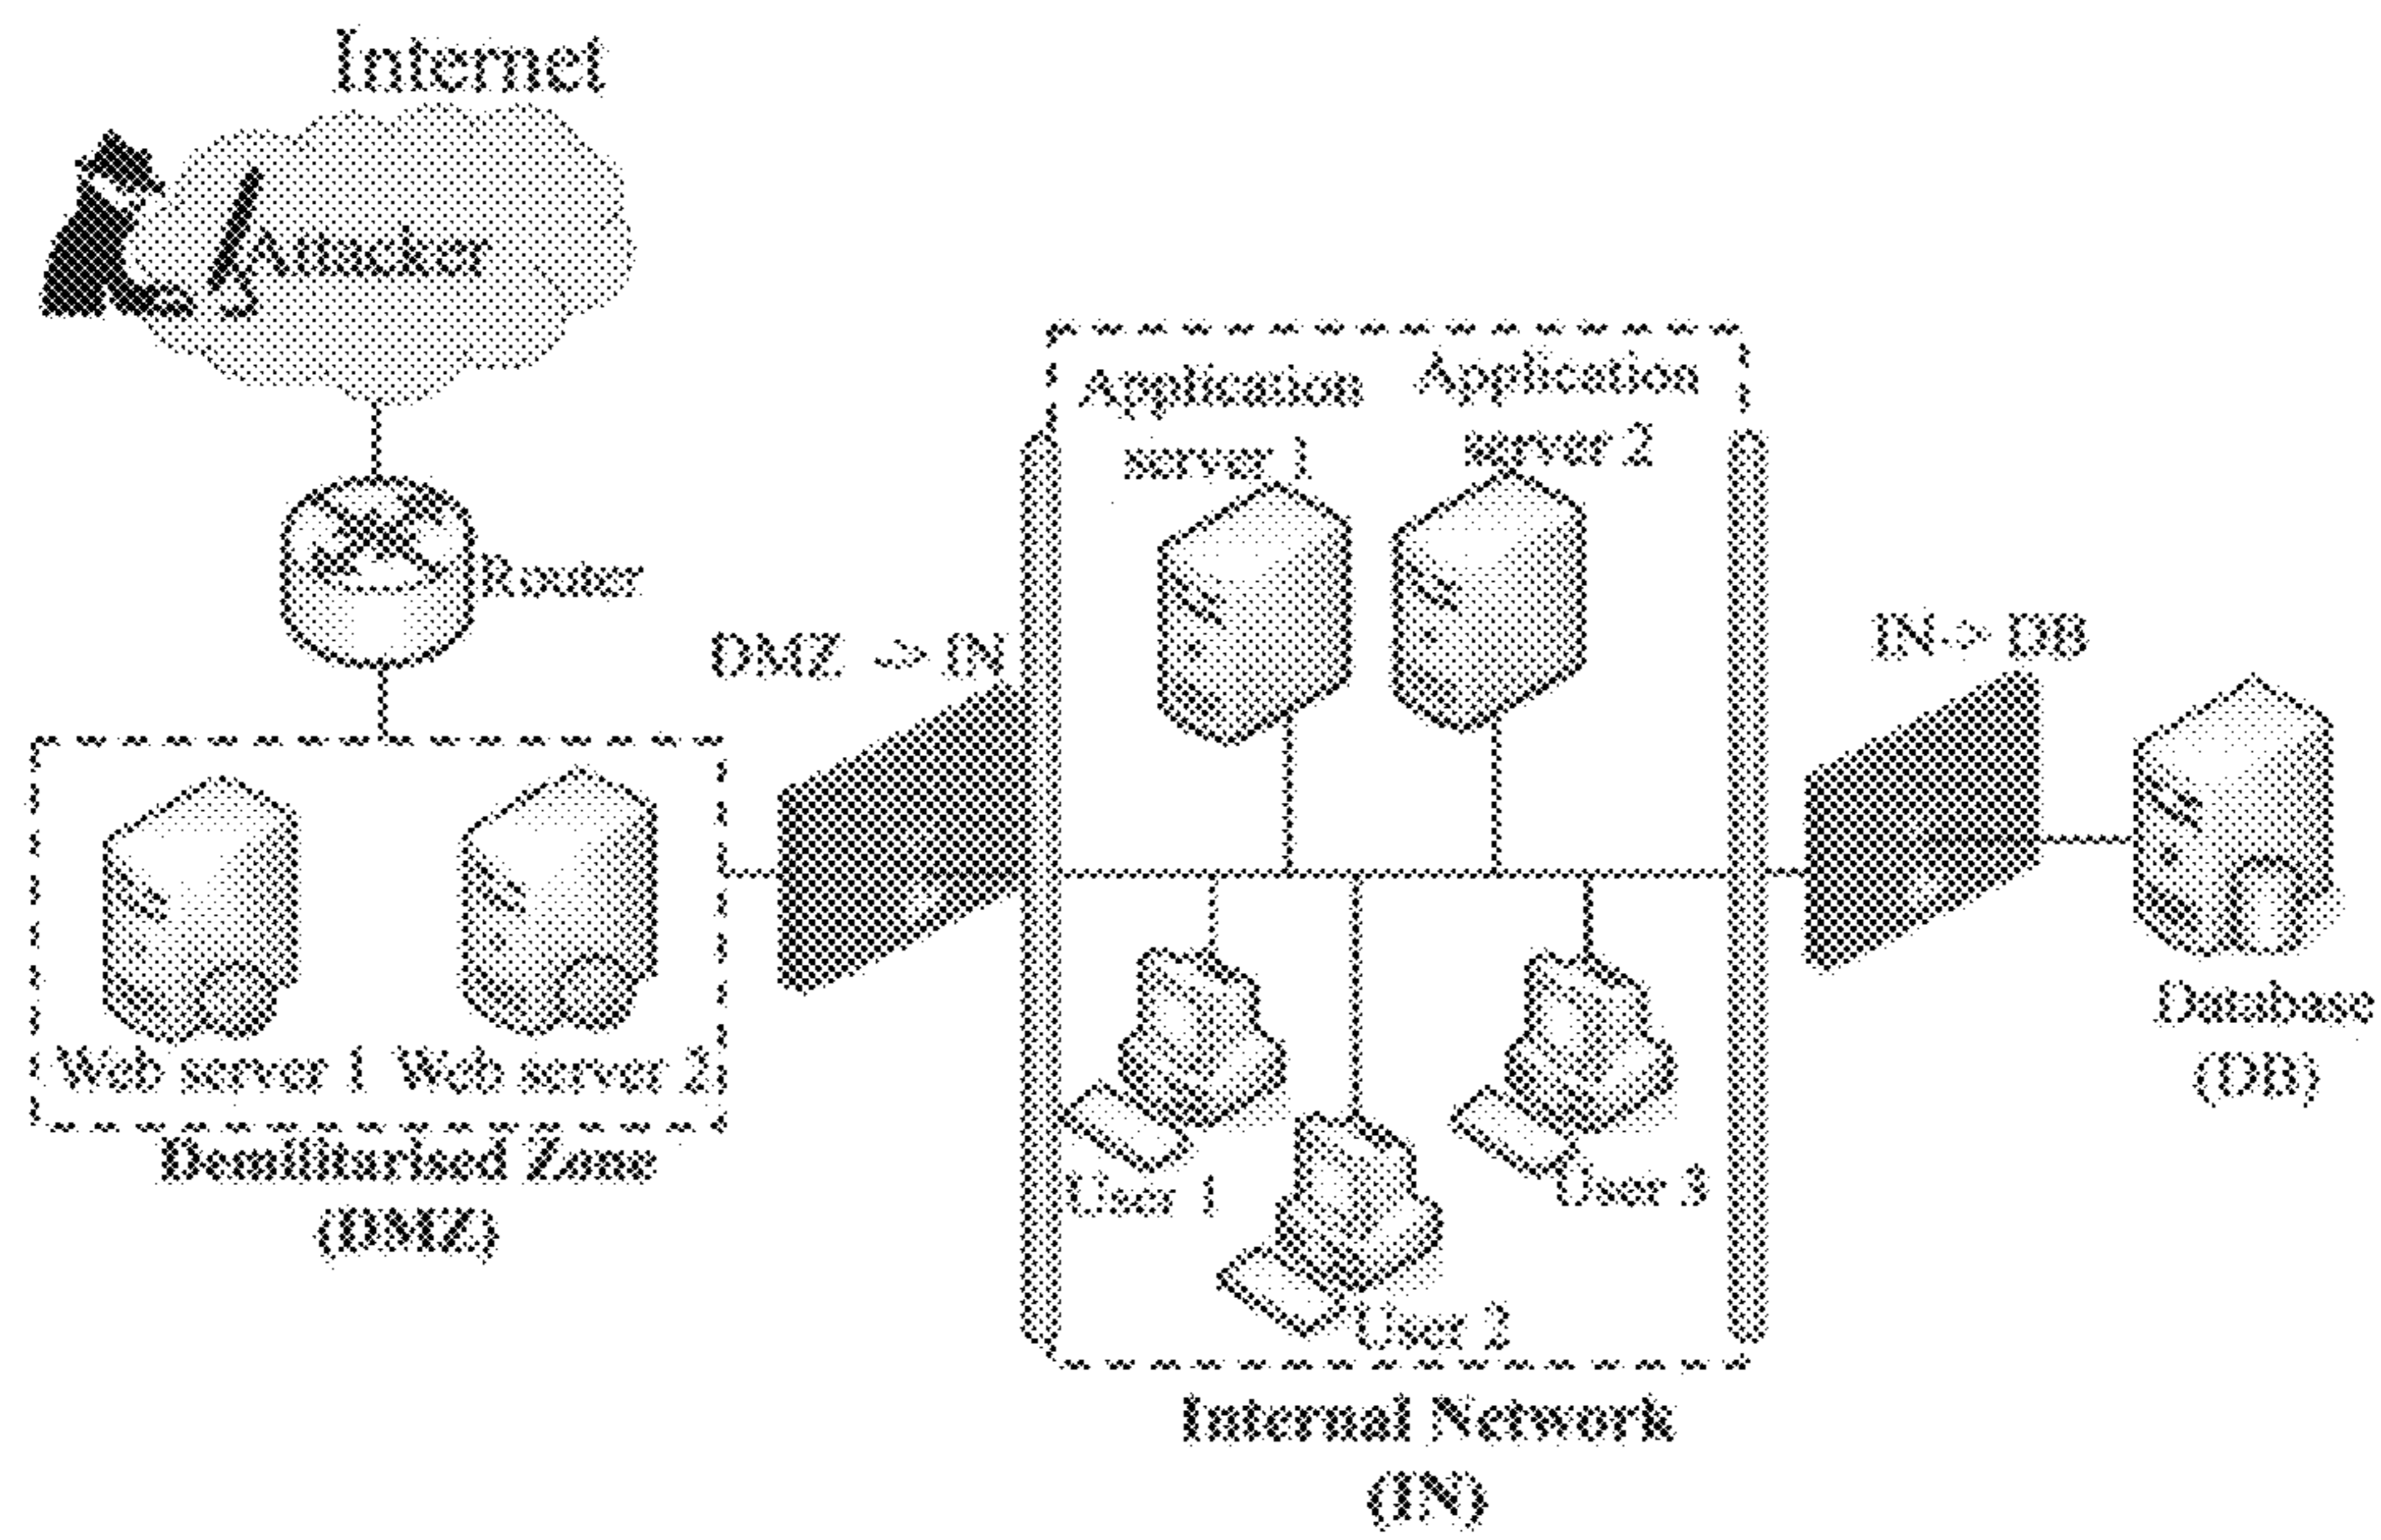 Internet
Attacker
Router
Application
server 1
Application
server 2
DMZ -> IN
IN -> DB
Web server 1 Web server 2
Demilitarised Zone
(DMZ)
User 1
User 3
User 2
Database
(DB)
Internal Network
(IN)